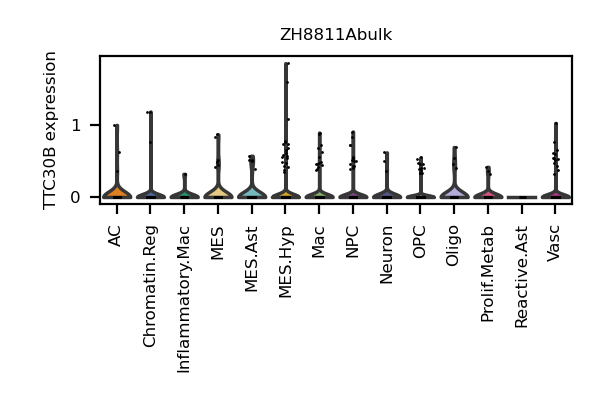 ZH8811Abulk
TTC30B expression
1
0
AC
Chromatin.Reg
Inflammatory.Mac
MES
MES.Ast
MES.Hyp
Mac
NPC
Neuron
OPC
Oligo
Prolif.Metab
Reactive.Ast
Vasc